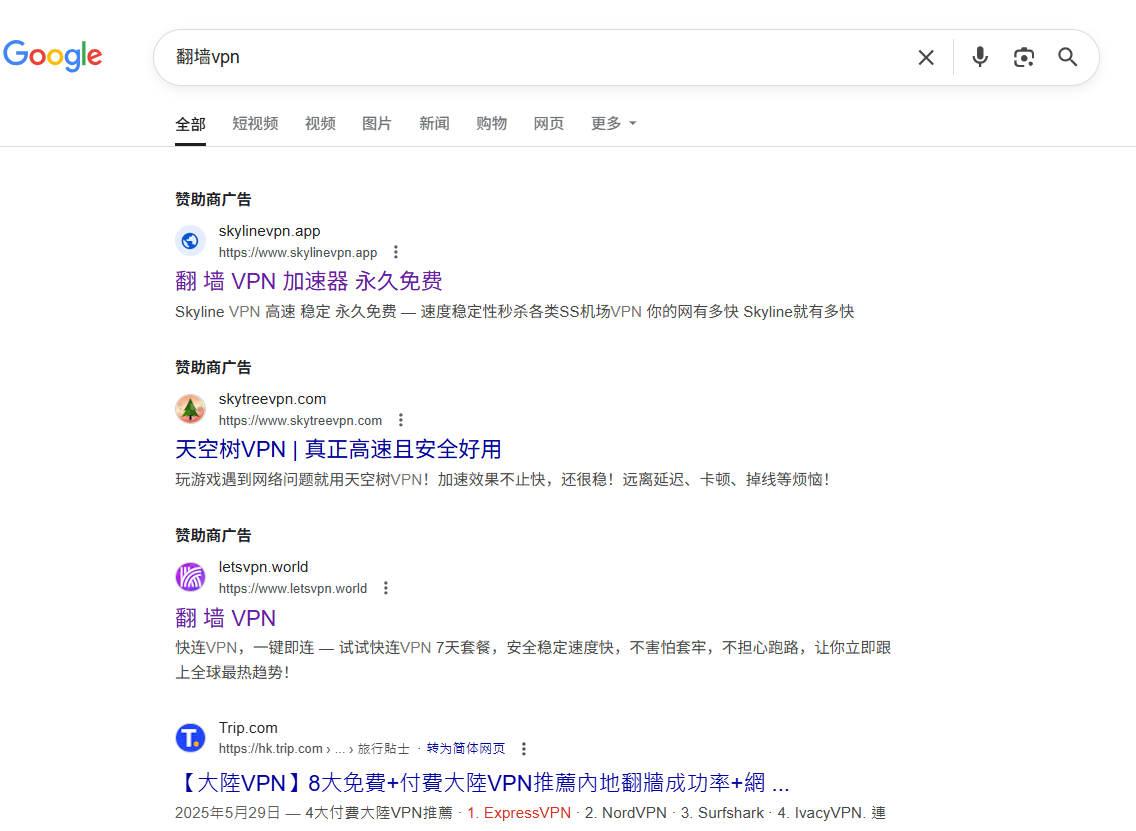 Google
翻墙vpn
全部 短视频 视频 图片 新闻 购物 网页 更多
赞助商广告
skylinevpn.app
https://www.skylinevpn.app
翻 墙 VPN 加速器 永久免费
Skyline VPN 高速 稳定 永久免费 — 速度稳定性秒杀各类SS机场VPN 你的网有多快 Skyline就有多快
赞助商广告
skytreevpn.com
https://www.skytreevpn.com
天空树VPN | 真正高速且安全好用
玩游戏遇到网络问题就用天空树VPN！加速效果不止快，还很稳！远离延迟、卡顿、掉线等烦恼！
赞助商广告
letsvpn.world
https://www.letsvpn.world
翻 墙 VPN
快连VPN，一键即连 — 试试快连VPN 7天套餐，安全稳定速度快，不害怕套牢，不担心跑路，让你立即跟
上全球最热趋势！
T.
Trip.com
https://hk.trip.com › ... › 旅行貼士 · 转为简体网页
【大陸VPN】8大免費+付費大陸VPN推薦內地翻牆成功率+網 ...
2025年5月29日 — 4大付費大陸VPN推薦 · 1. ExpressVPN · 2. NordVPN · 3. Surfshark · 4. IvacyVPN. 連